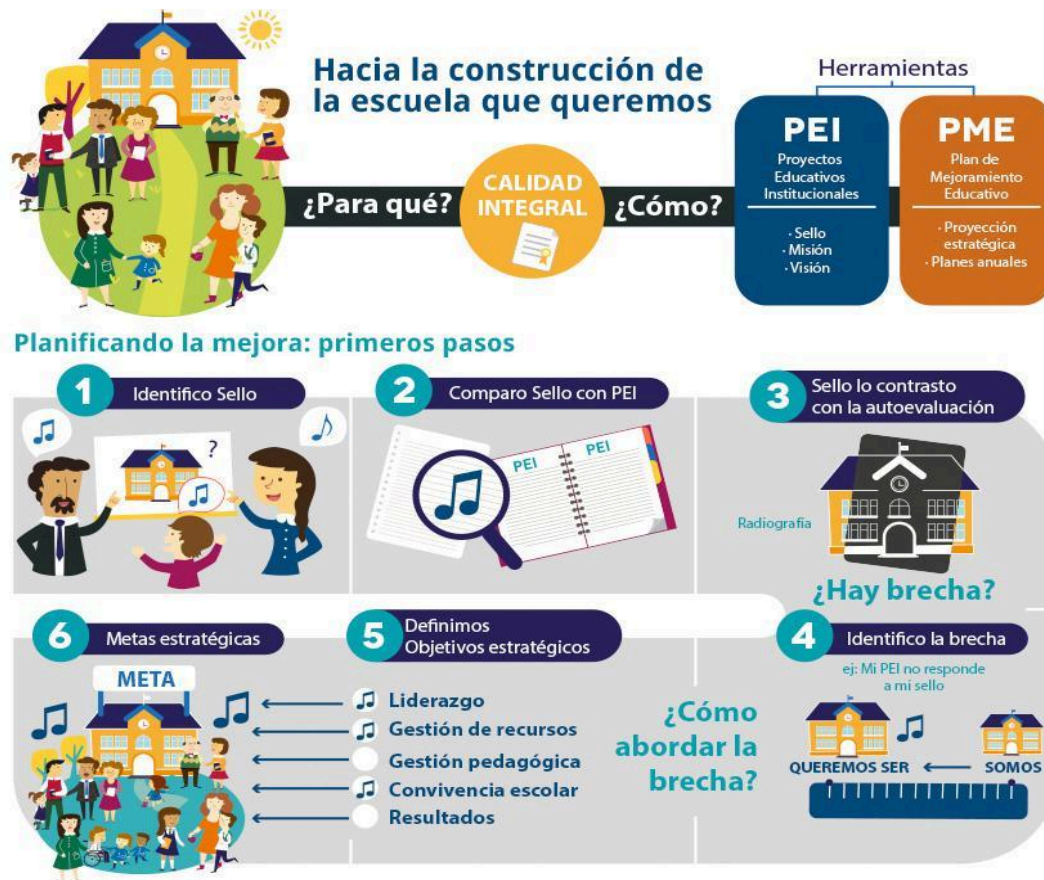 Hacia la construcción de
la escuela que queremos
Herramientas
¿Para qué?
CALIDAD
INTEGRAL
¿Cómo?
PEI
Proyectos
Educativos
Institucionales
· Sello
· Misión
· Visión
PME
Plan de
Mejoramiento
Educativo
· Proyección
estratégica
· Planes anuales
Planificando la mejora: primeros pasos
1 Identifico Sello
?
2 Comparo Sello con PEI
PEI PEI
3 Sello lo contrasto
con la autoevaluación
Radiografía
¿Hay brecha?
4 Identifico la brecha
ej: Mi PEI no responde
a mi sello
QUEREMOS SER SOMOS
¿Cómo
abordar la
brecha?
5 Definimos
Objetivos estratégicos
Liderazgo
Gestión de recursos
Gestión pedagógica
Convivencia escolar
Resultados
6 Metas estratégicas
META